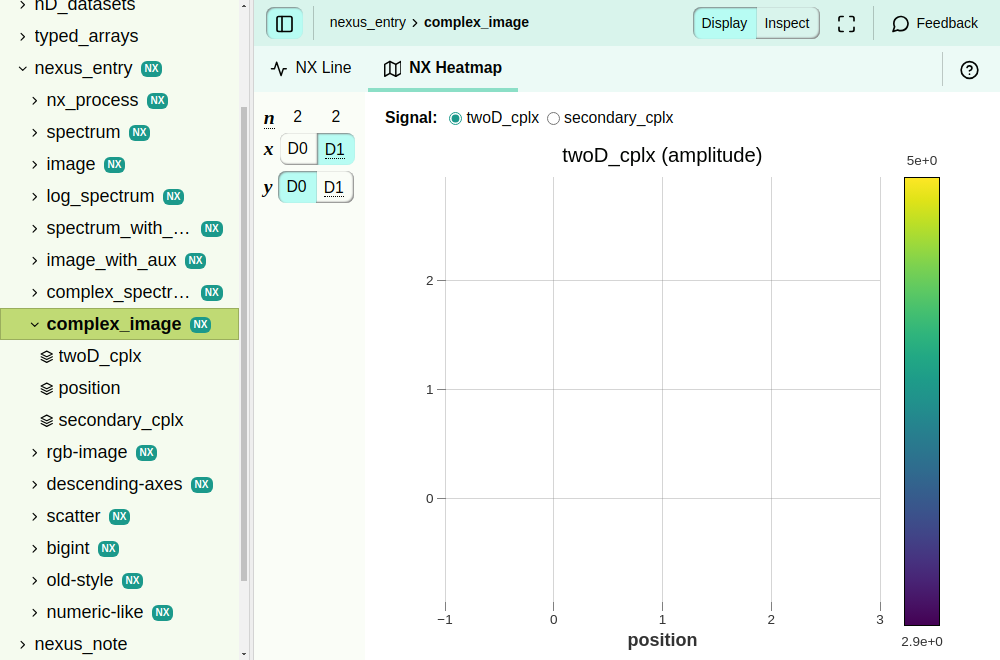 nD_datasets
typed_arrays
nexus_entry NX
nx_process NX
spectrum NX
image NX
log_spectrum NX
spectrum_with_... NX
image_with_aux NX
complex_spectr... NX
complex_image NX
twoD_cplx
position
secondary_cplx
rgb-image NX
descending-axes NX
scatter NX
bigint NX
old-style NX
numeric-like NX
nexus_note
nexus_entry › complex_image
Display Inspect
Feedback
NX Line NX Heatmap
n 2 2
x D0 D1
y D0 D1
Signal: twoD_cplx secondary_cplx
twoD_cplx (amplitude)
5e+0
2
1
0
−1 0 1 2 3
position
2.9e+0